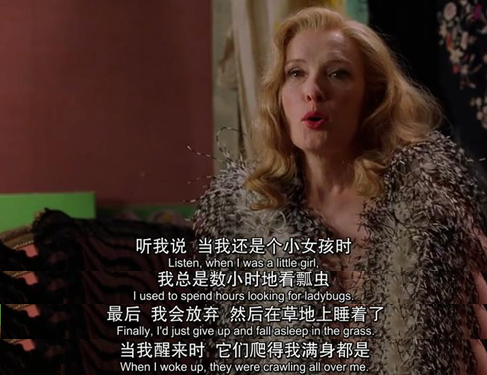 听我说 当我还是个小女孩时
Listen, when I was a little girl,
我总是数小时地看瓢虫
I used to spend hours looking for ladybugs.
最后 我会放弃 然后在草地上睡着了
Finally, I'd just give up and fall asleep in the grass.
当我醒来时 它们爬得我满身都是
When I woke up, they were crawling all over me.